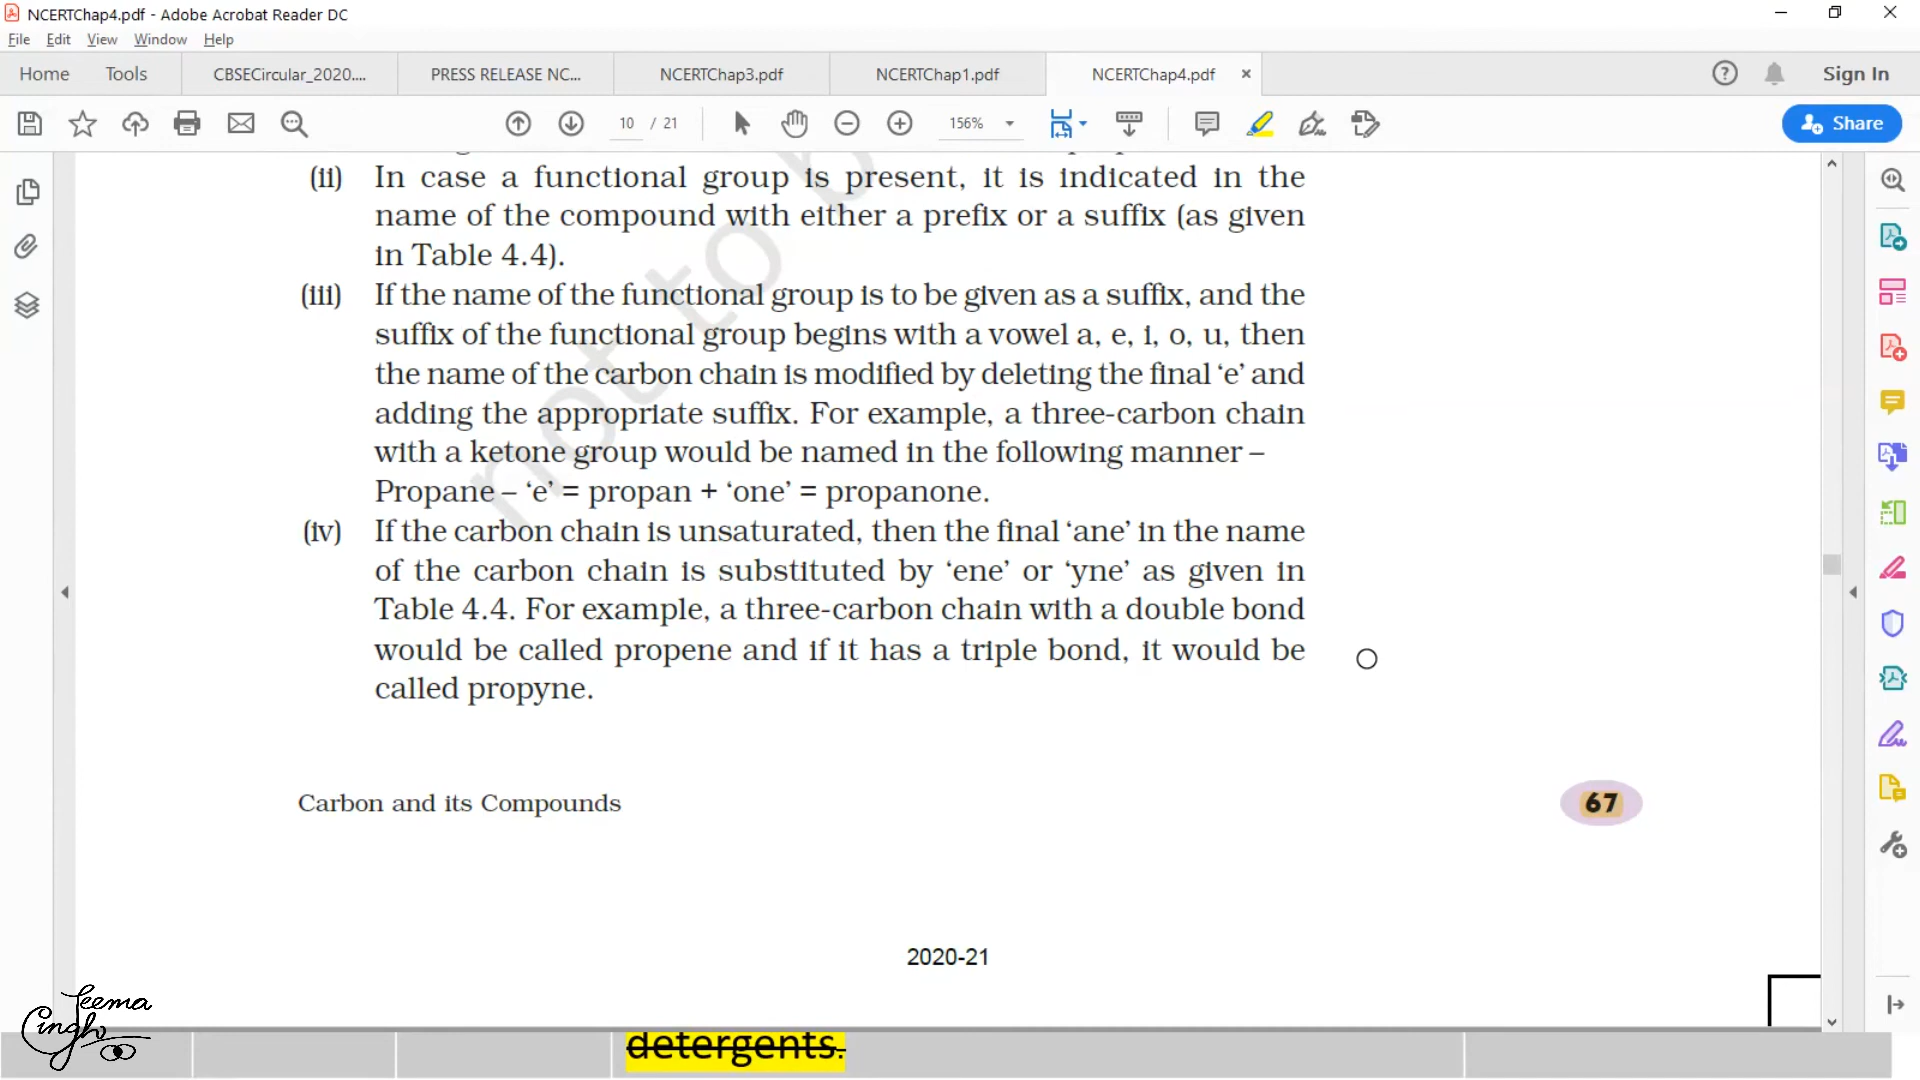 NCERTChap4.pdf - Adobe Acrobat Reader DC
File Edit View Window Help
Home Tools CBSECircular_2020.... PRESS RELEASE NC... NCERTChap3.pdf NCERTChap1.pdf NCERTChap4.pdf × Sign In
10 / 21 156% Share
(ii) In case a functional group is present, it is indicated in the
name of the compound with either a prefix or a suffix (as given
in Table 4.4).
(iii) If the name of the functional group is to be given as a suffix, and the
suffix of the functional group begins with a vowel a, e, i, o, u, then
the name of the carbon chain is modified by deleting the final ‘e’ and
adding the appropriate suffix. For example, a three-carbon chain
with a ketone group would be named in the following manner –
Propane – ‘e’ = propan + ‘one’ = propanone.
(iv) If the carbon chain is unsaturated, then the final ‘ane’ in the name
of the carbon chain is substituted by ‘ene’ or ‘yne’ as given in
Table 4.4. For example, a three-carbon chain with a double bond
would be called propene and if it has a triple bond, it would be
called propyne.
not to b
Carbon and its Compounds 67
2020-21
Seema
detergents.